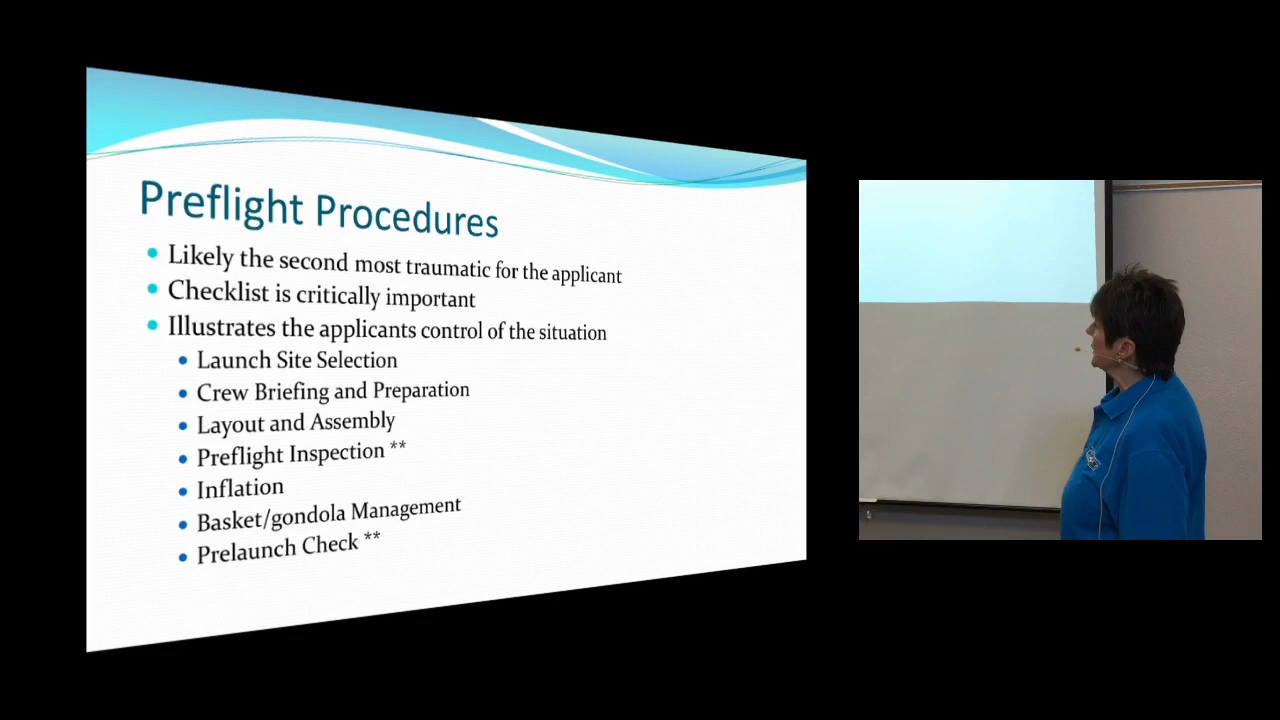 Preflight Procedures
Likely the second most traumatic for the applicant
Checklist is critically important
Illustrates the applicants control of the situation
Launch Site Selection
Crew Briefing and Preparation
Layout and Assembly
Preflight Inspection **
Inflation
Basket/gondola Management
Prelaunch Check **